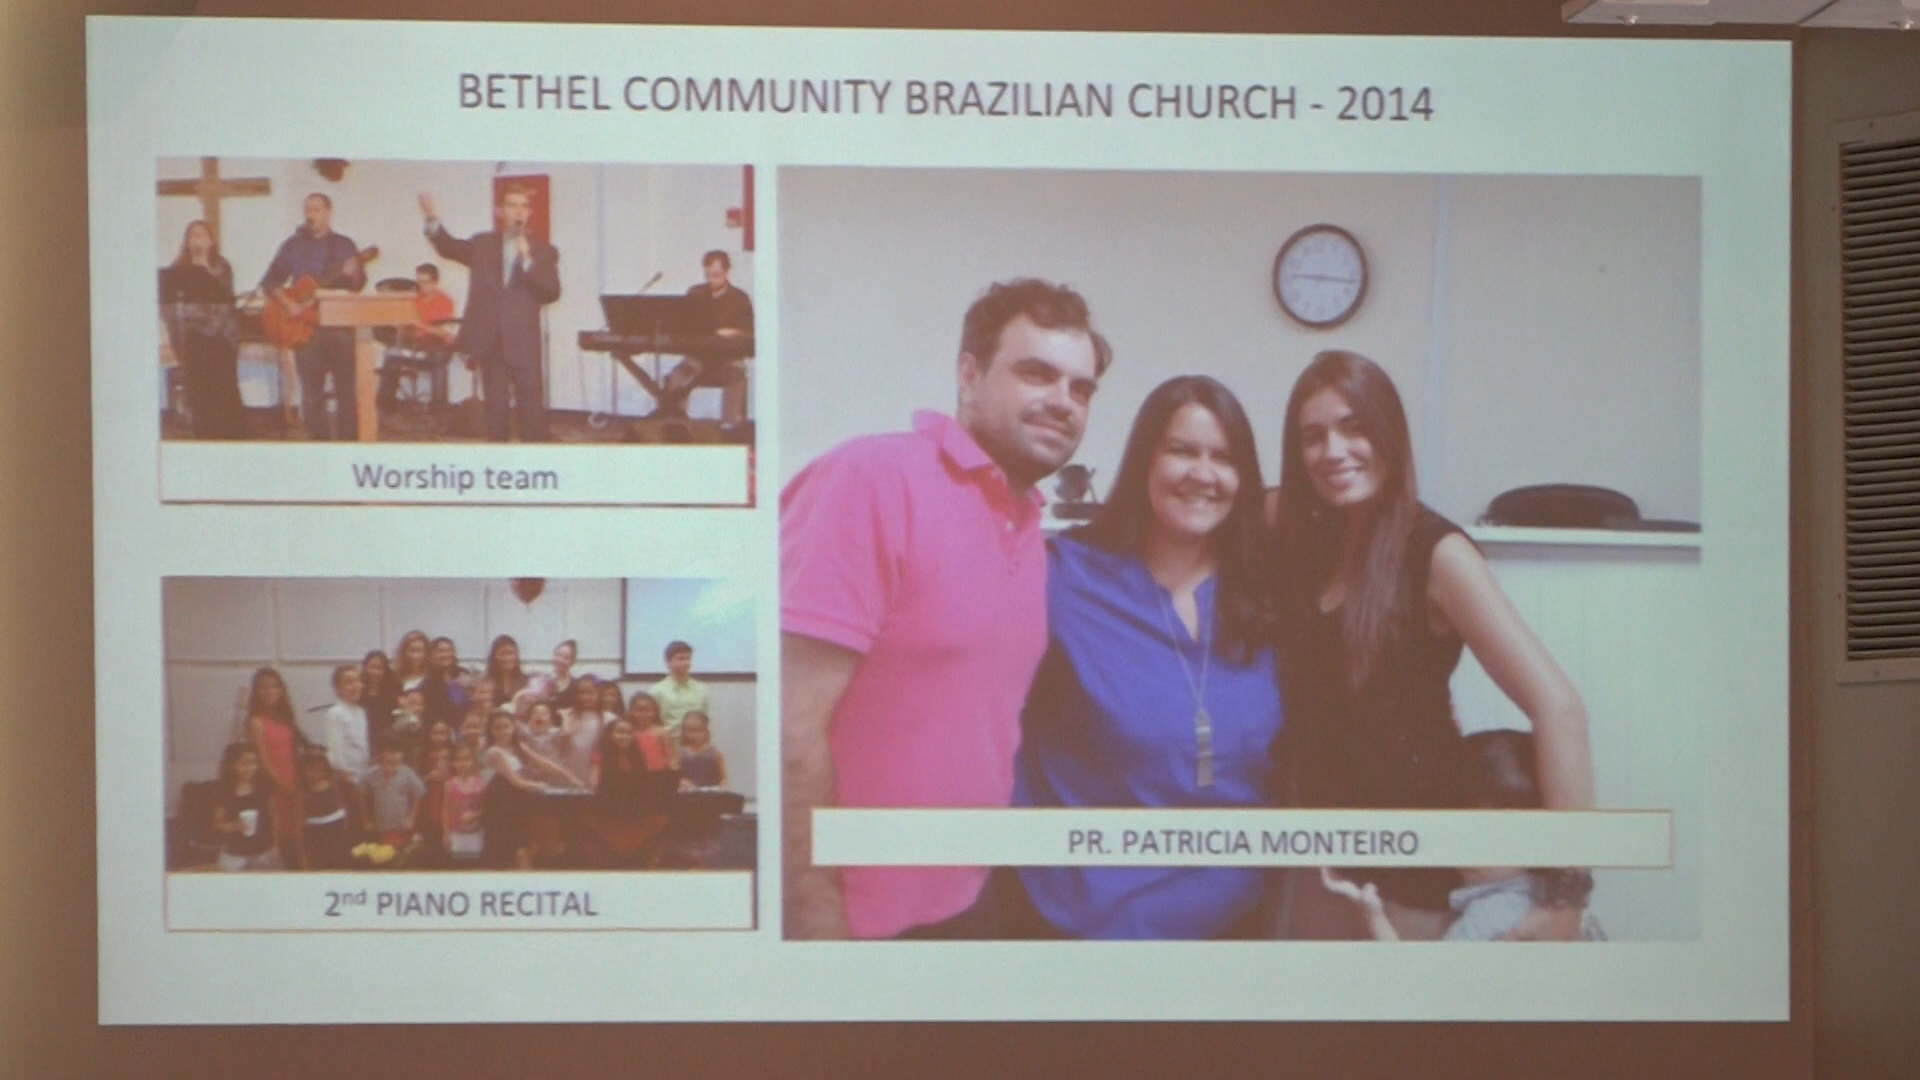 BETHEL COMMUNITY BRAZILIAN CHURCH - 2014
Worship team
2nd PIANO RECITAL
PR. PATRICIA MONTEIRO